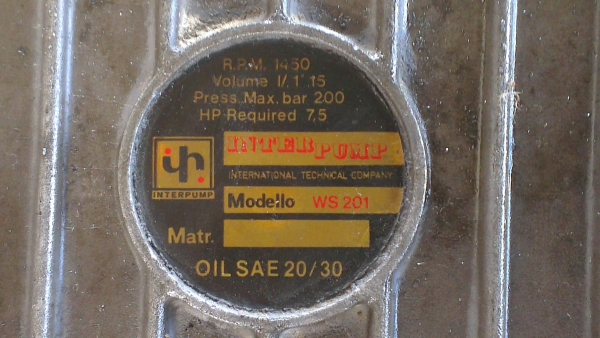 R.P.M. 1450
Volume l/1' 15
Press Max. bar 200
HP Required 7,5
ih
INTERPUMP
INTERPUMP
INTERNATIONAL TECHNICAL COMPANY
Modello WS 201
Matr.
OIL SAE 20/30